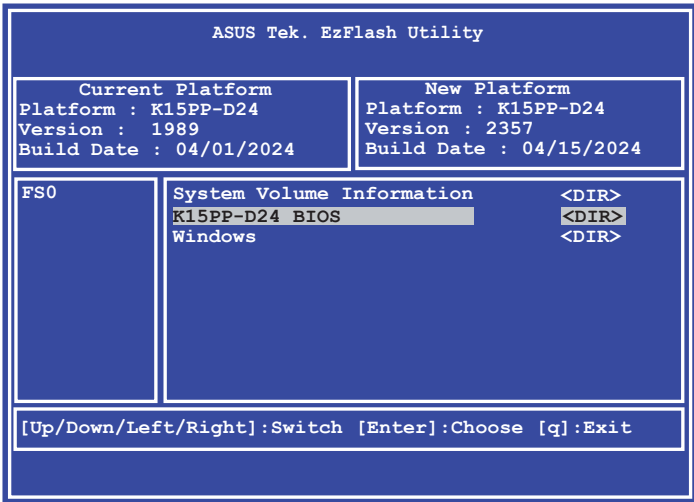 ASUS Tek. EzFlash Utility
Current Platform
Platform : K15PP-D24
Version : 1989
Build Date : 04/01/2024
New Platform
Platform : K15PP-D24
Version : 2357
Build Date : 04/15/2024
FS0
System Volume Information <DIR>
K15PP-D24 BIOS <DIR>
Windows <DIR>
[Up/Down/Left/Right]:Switch [Enter]:Choose [q]:Exit